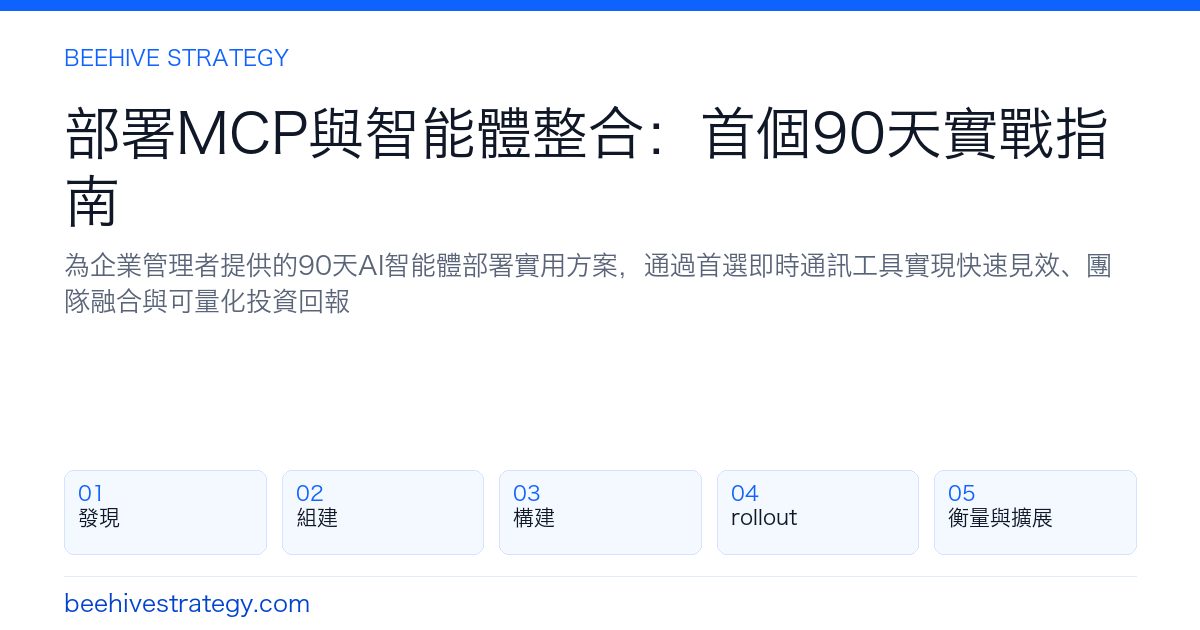 BEEHIVE STRATEGY
部署MCP與智能體整合：首個90天實戰指
南
為企業管理者提供的90天AI智能體部署實用方案，通過首選即時通訊工具實現快速見效、團
隊融合與可量化投資回報
01
發現
02
組建
03
構建
04
rollout
05
衡量與擴展
beehivestrategy.com